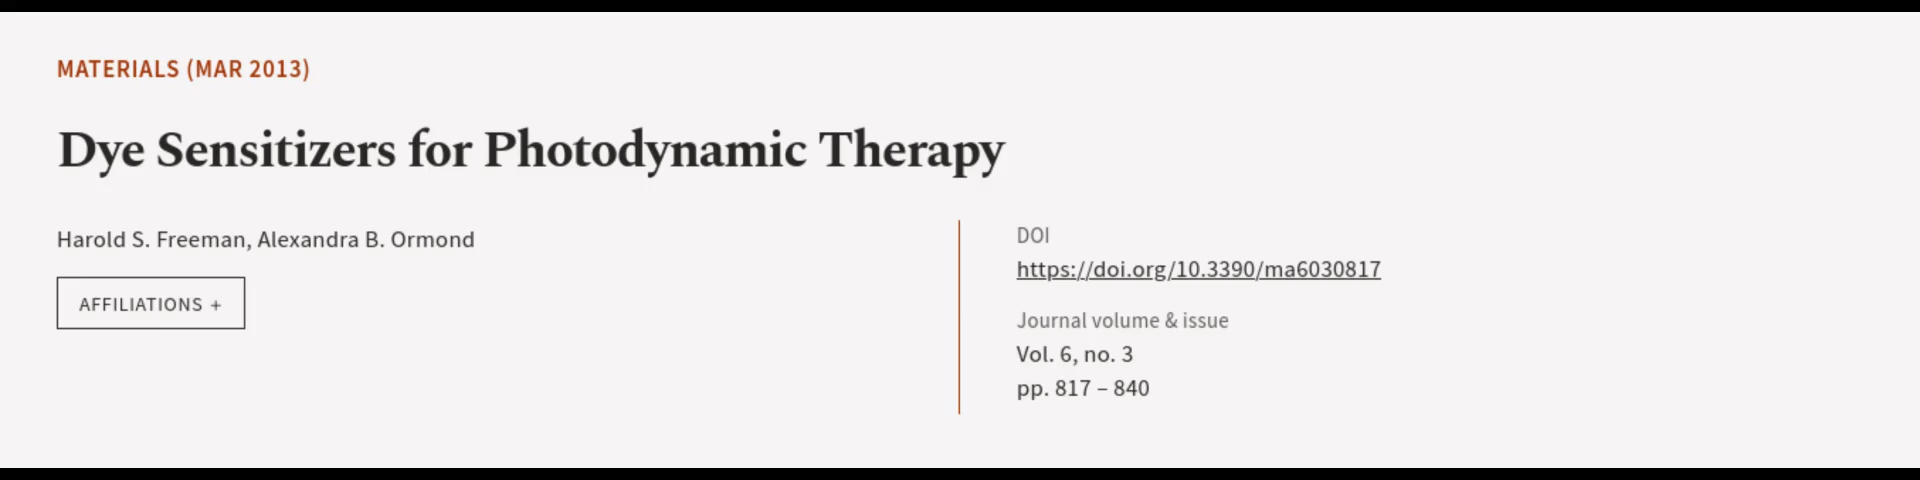 MATERIALS (MAR 2013)
Dye Sensitizers for Photodynamic Therapy
Harold S. Freeman, Alexandra B. Ormond
AFFILIATIONS +
DOI
https://doi.org/10.3390/ma6030817
Journal volume & issue
Vol. 6, no. 3
pp. 817 – 840